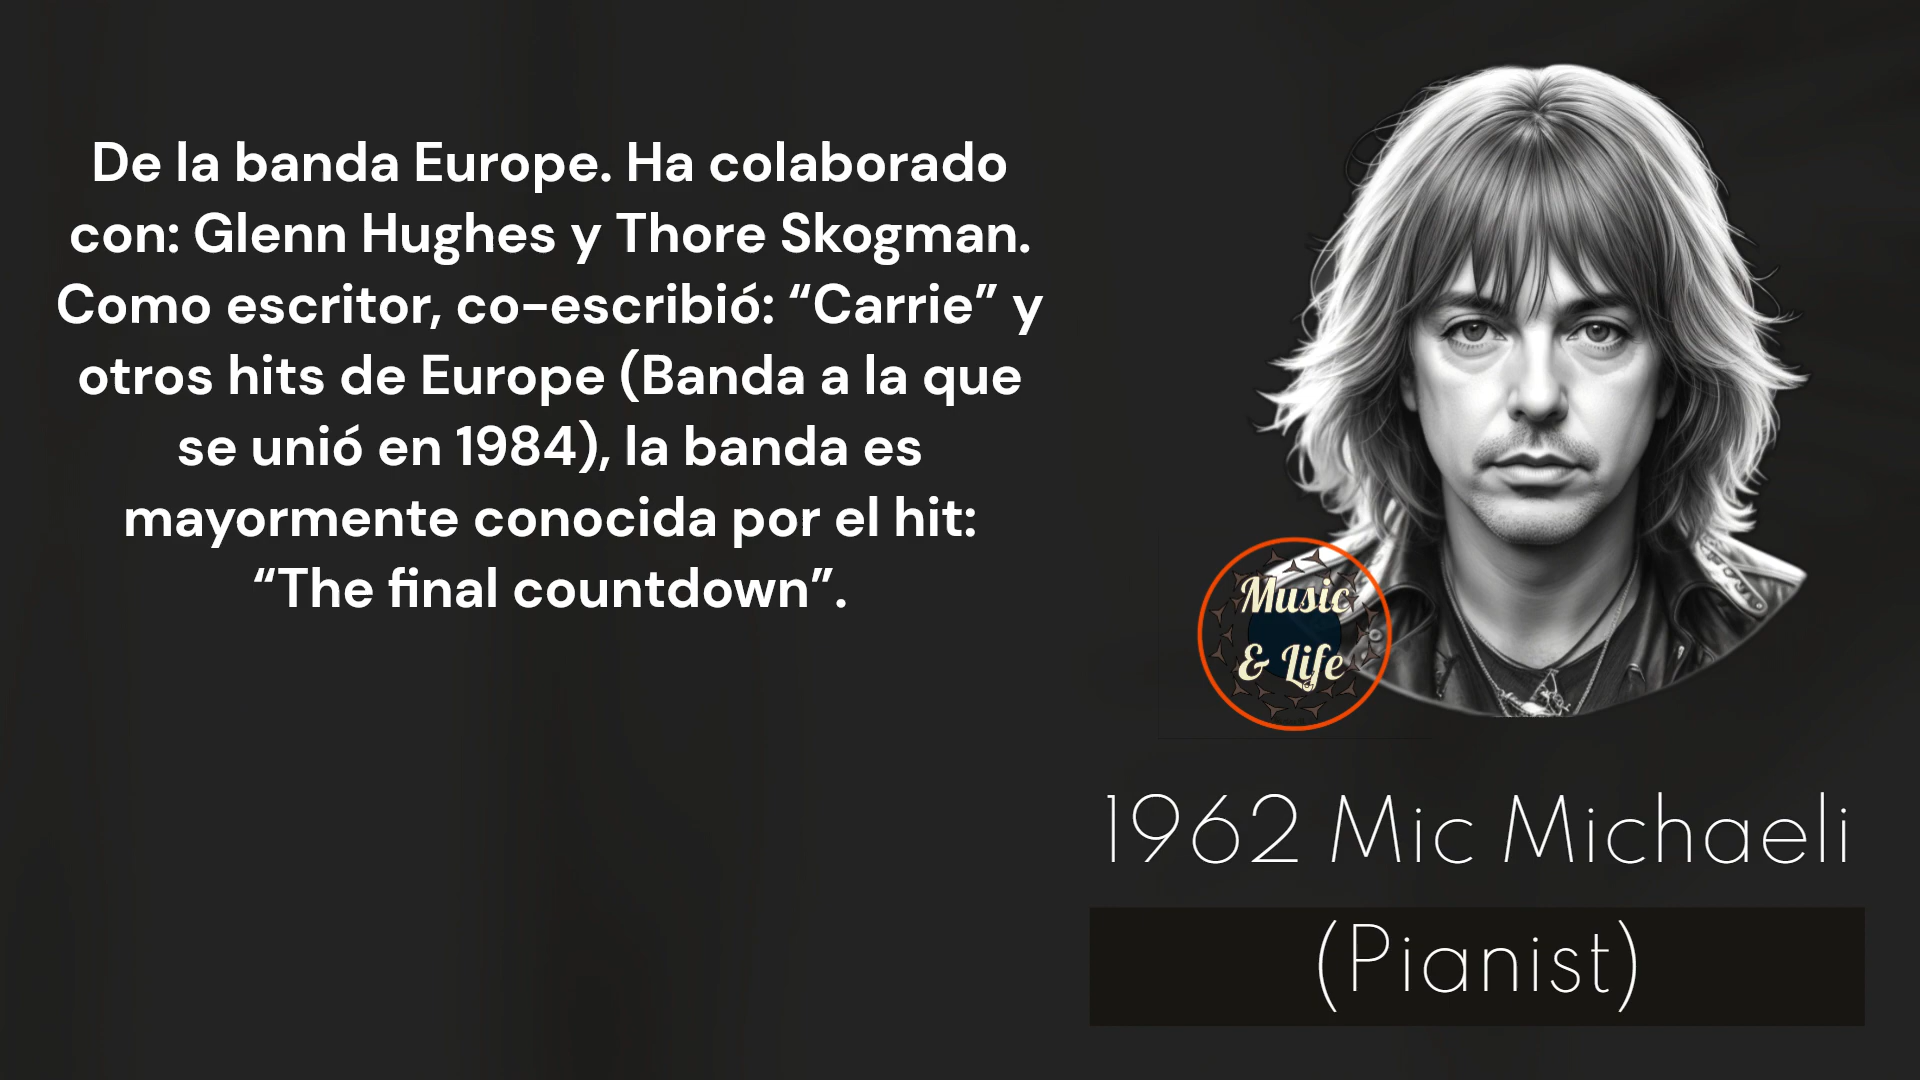 De la banda Europe. Ha colaborado
con: Glenn Hughes y Thore Skogman.
Como escritor, co-escribió: “Carrie” y
otros hits de Europe (Banda a la que
se unió en 1984), la banda es
mayormente conocida por el hit:
“The final countdown”.
Music
& Life
1962 Mic Michaeli
(Pianist)